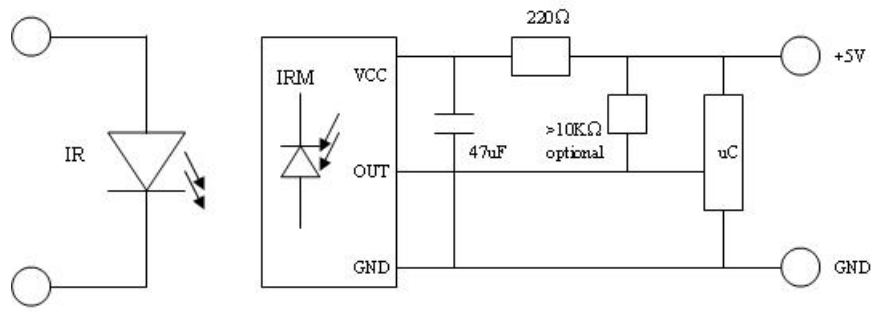 220Ω
+5V
VCC
IRM
>10KΩ
optional
IR
47uF
uC
OUT
GND
GND